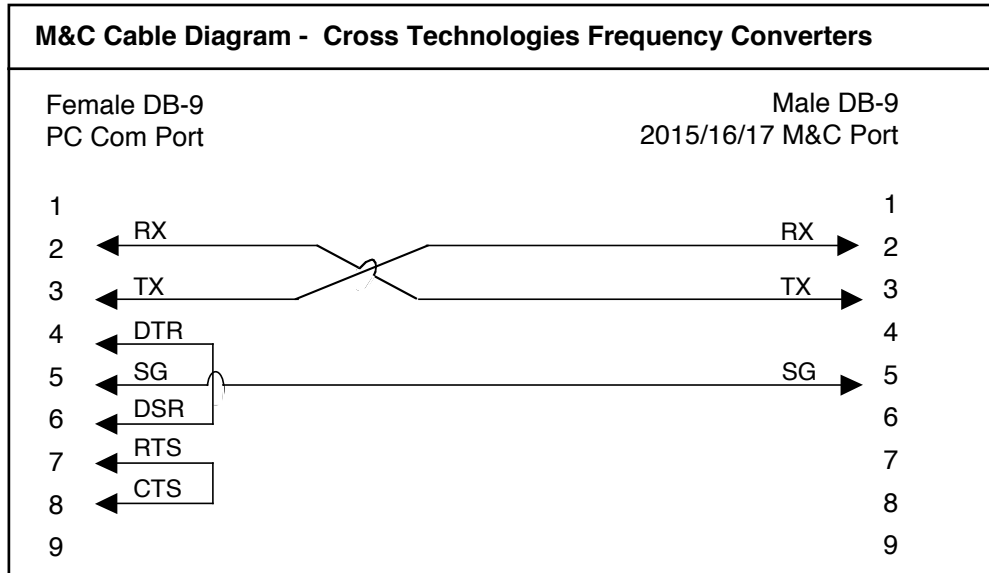 M&C Cable Diagram - Cross Technologies Frequency Converters
Female DB-9
PC Com Port
Male DB-9
2015/16/17 M&C Port
1 1
2 RX RX 2
3 TX TX 3
4 DTR 4
5 SG SG 5
6 DSR 6
7 RTS 7
8 CTS 8
9 9